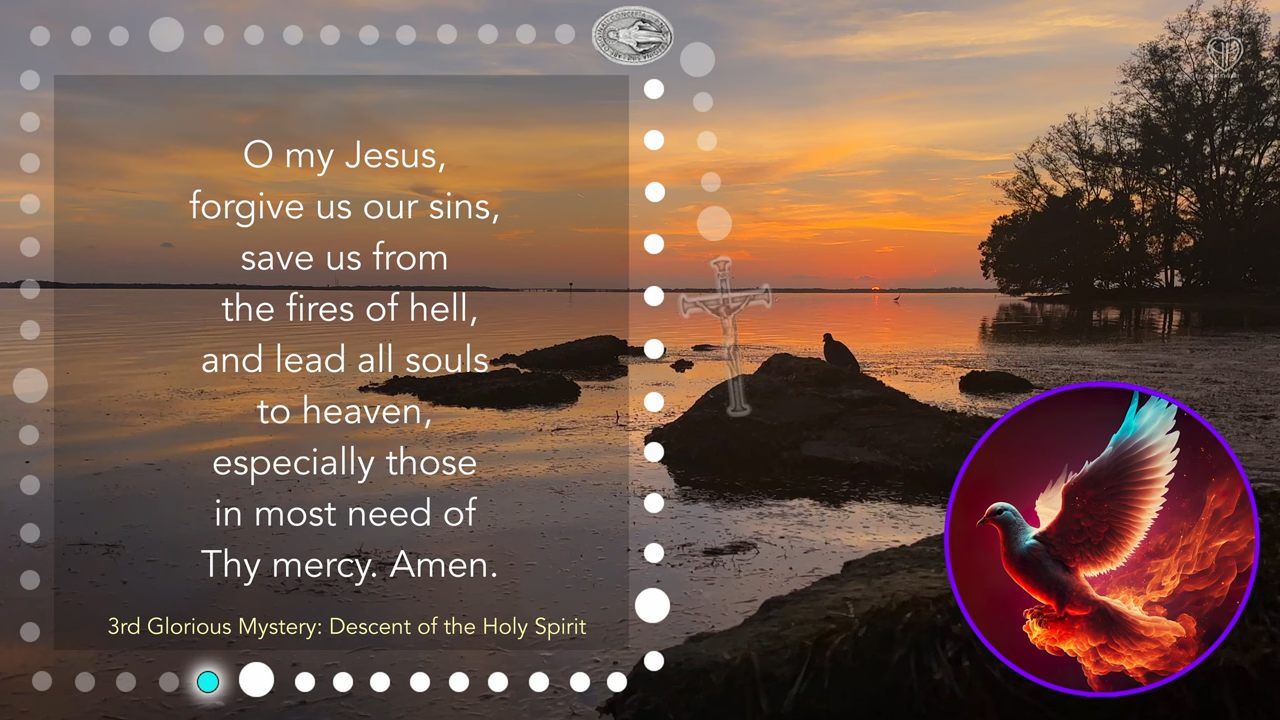 O my Jesus,
forgive us our sins,
save us from
the fires of hell,
and lead all souls
to heaven,
especially those
in most need of
Thy mercy. Amen.
3rd Glorious Mystery: Descent of the Holy Spirit